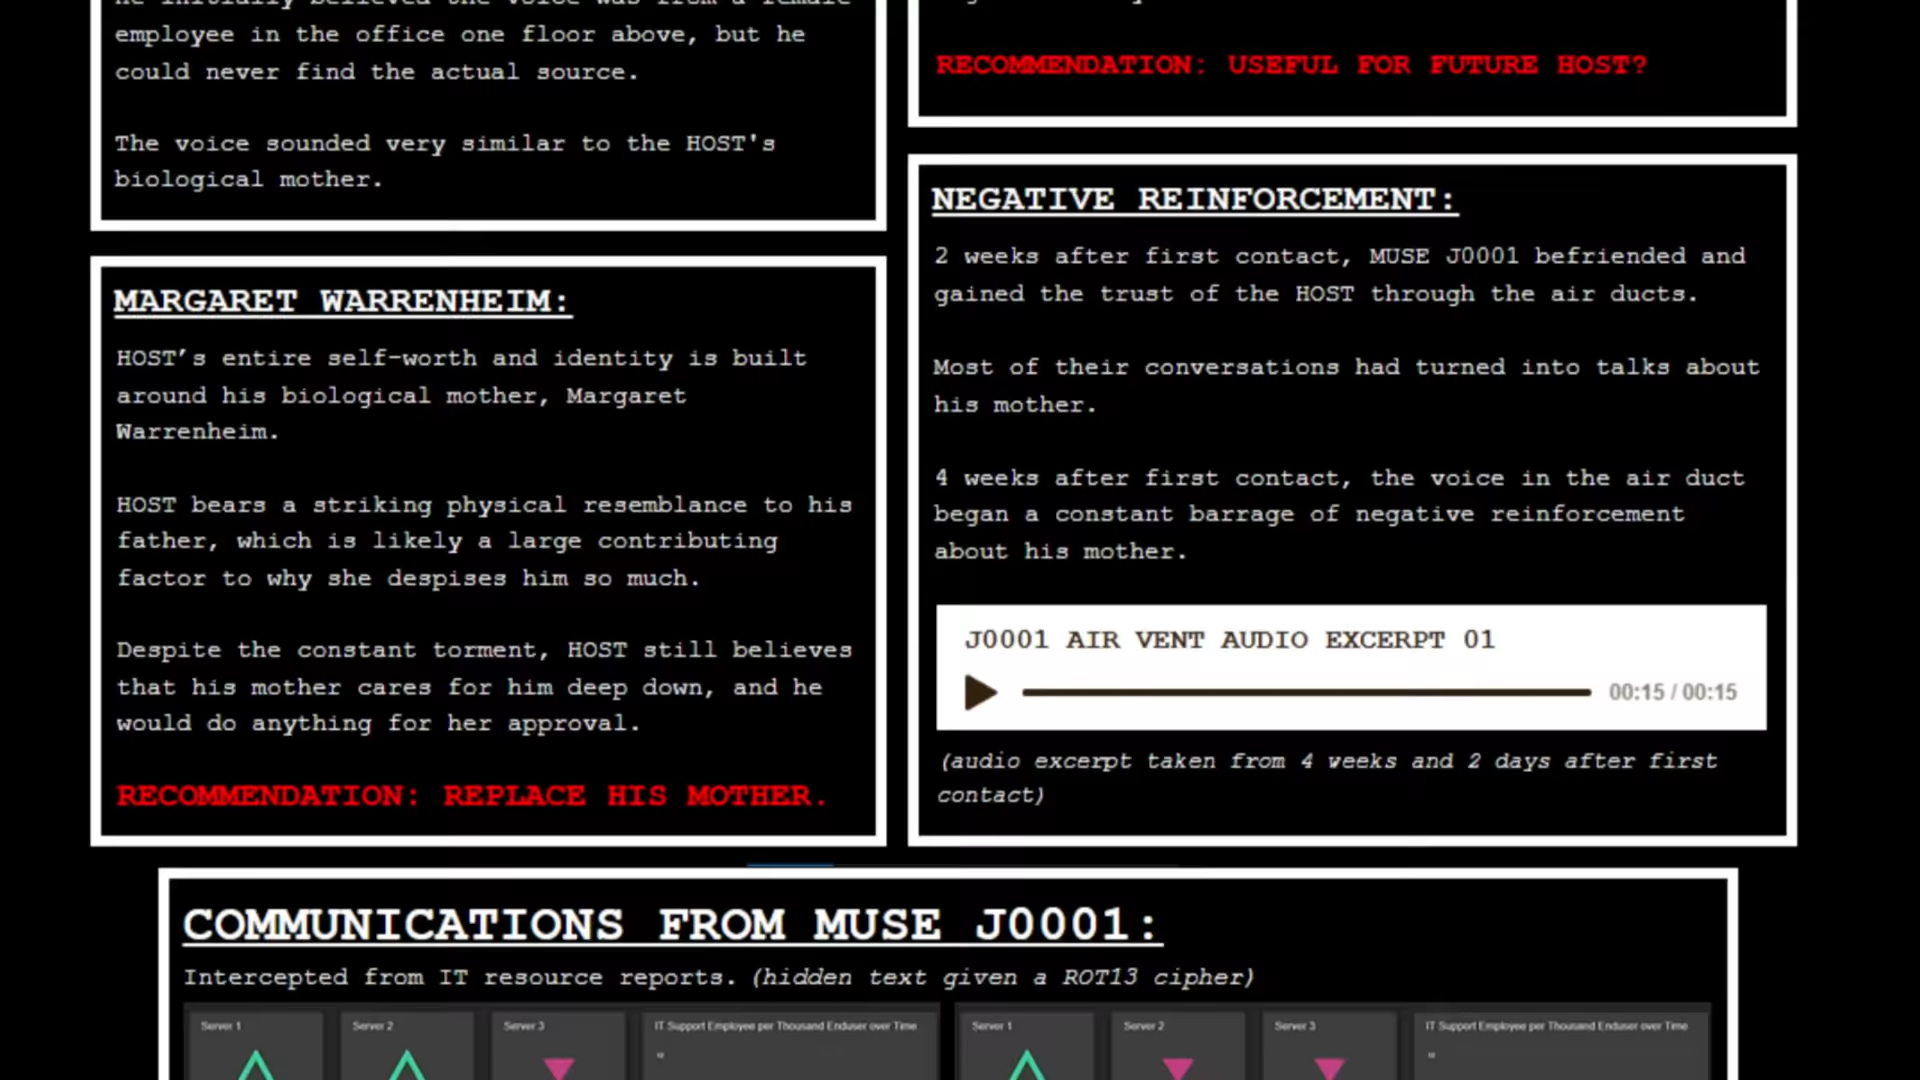 he initially believed the voice was from a female
employee in the office one floor above, but he
could never find the actual source.
The voice sounded very similar to the HOST's
biological mother.
MARGARET WARRENHEIM:
HOST’s entire self-worth and identity is built
around his biological mother, Margaret
Warrenheim.
HOST bears a striking physical resemblance to his
father, which is likely a large contributing
factor to why she despises him so much.
Despite the constant torment, HOST still believes
that his mother cares for him deep down, and he
would do anything for her approval.
RECOMMENDATION: REPLACE HIS MOTHER.
RECOMMENDATION: USEFUL FOR FUTURE HOST?
NEGATIVE REINFORCEMENT:
2 weeks after first contact, MUSE J0001 befriended and
gained the trust of the HOST through the air ducts.
Most of their conversations had turned into talks about
his mother.
4 weeks after first contact, the voice in the air duct
began a constant barrage of negative reinforcement
about his mother.
J0001 AIR VENT AUDIO EXCERPT 01
00:15 / 00:15
(audio excerpt taken from 4 weeks and 2 days after first
contact)
COMMUNICATIONS FROM MUSE J0001:
Intercepted from IT resource reports. (hidden text given a ROT13 cipher)
Server 1 Server 2 Server 3 IT Support Employee per Thousand Enduser over Time
Server 1 Server 2 Server 3 IT Support Employee per Thousand Enduser over Time